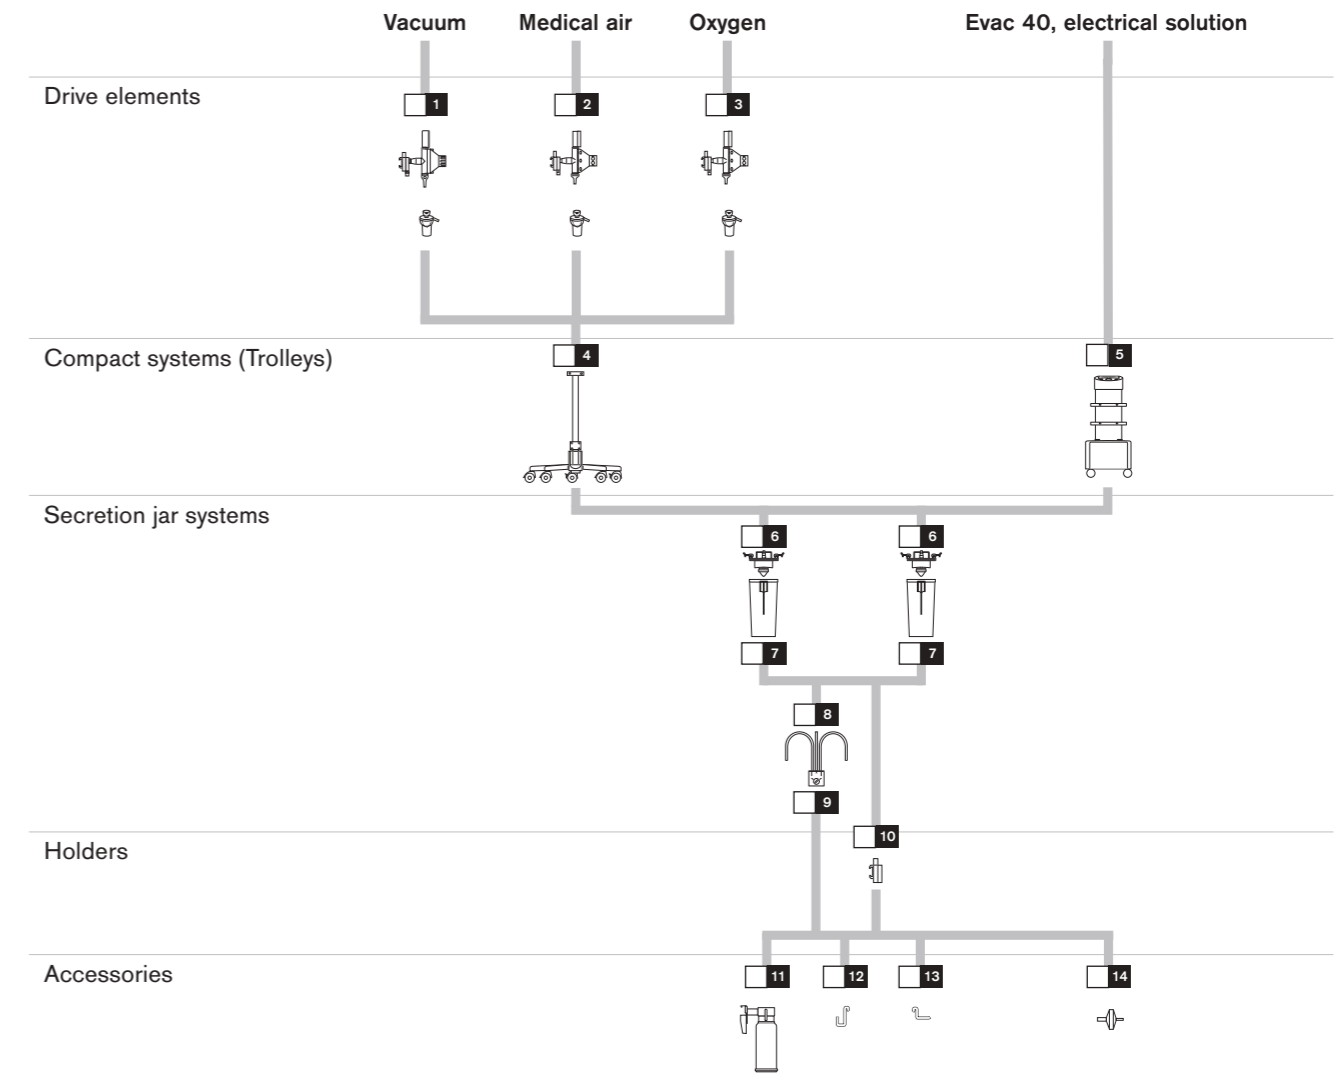 Vacuum Medical air Oxygen Evac 40, electrical solution
Drive elements
1 2 3
Compact systems (Trolleys)
4 5
Secretion jar systems
6 6
7 7
8
9
10
Holders
Accessories
11 12 13 14